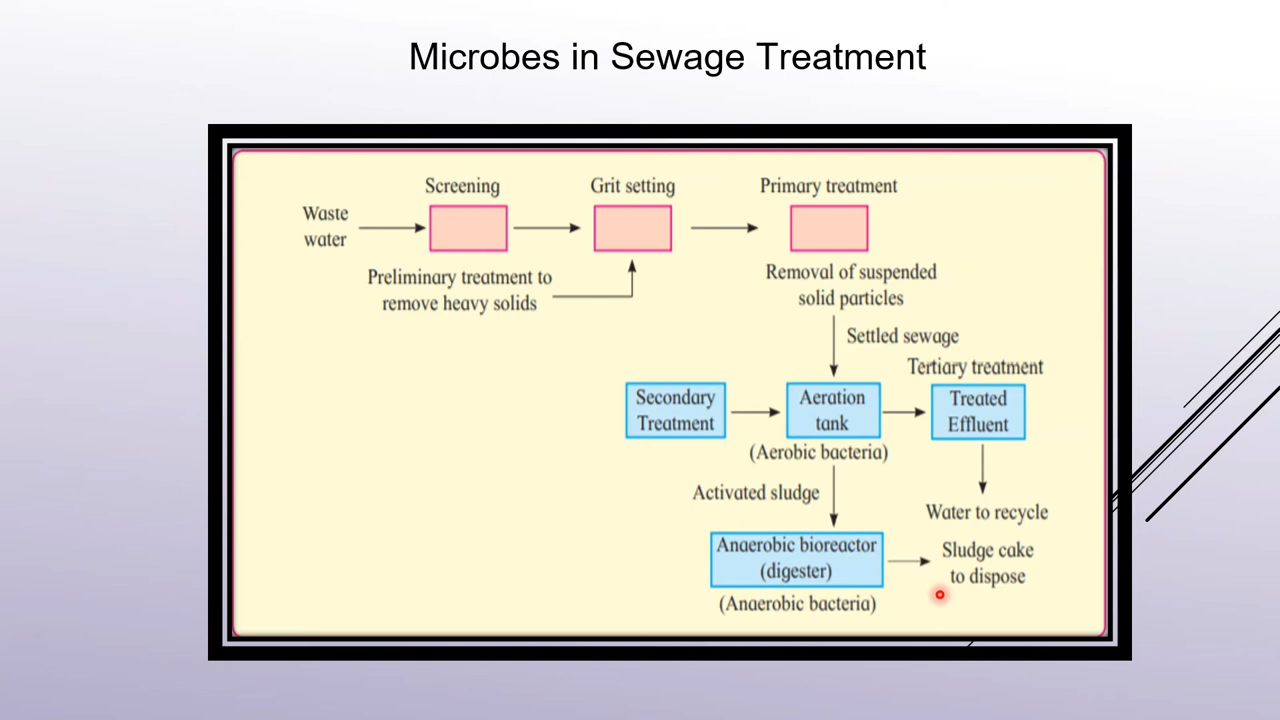 Microbes in Sewage Treatment
Screening
Grit setting
Primary treatment
Waste
water
Preliminary treatment to
remove heavy solids
Removal of suspended
solid particles
Settled sewage
Tertiary treatment
Secondary
Treatment
Aeration
tank
Treated
Effluent
(Aerobic bacteria)
Activated sludge
Water to recycle
Anaerobic bioreactor
(digester)
Sludge cake
to dispose
(Anaerobic bacteria)